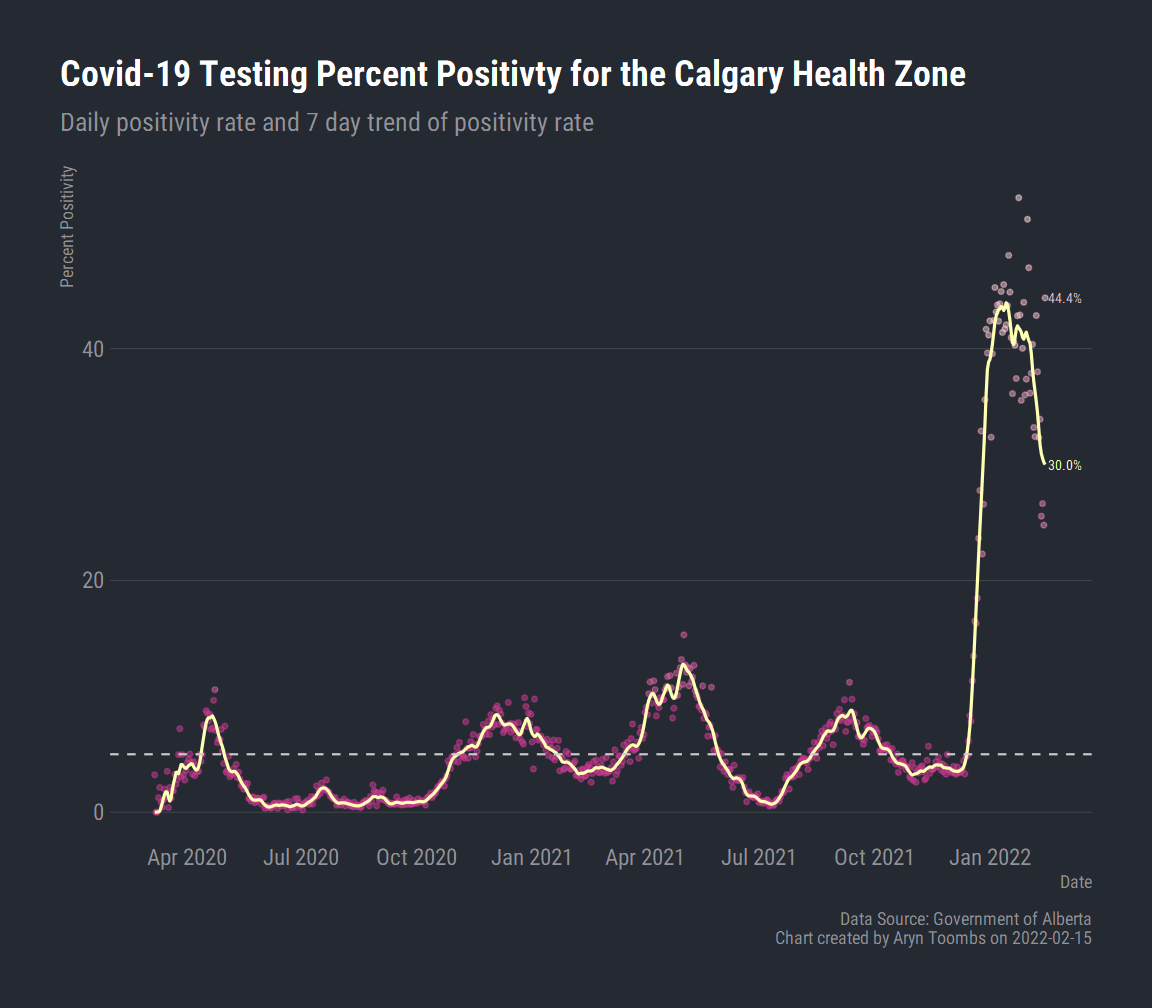 Covid-19 Testing Percent Positivty for the Calgary Health Zone
Daily positivity rate and 7 day trend of positivity rate
Percent Positivity
44.4%
40
30.0%
20
0
Apr 2020 Jul 2020 Oct 2020 Jan 2021 Apr 2021 Jul 2021 Oct 2021 Jan 2022
Date
Data Source: Government of Alberta
Chart created by Aryn Toombs on 2022-02-15